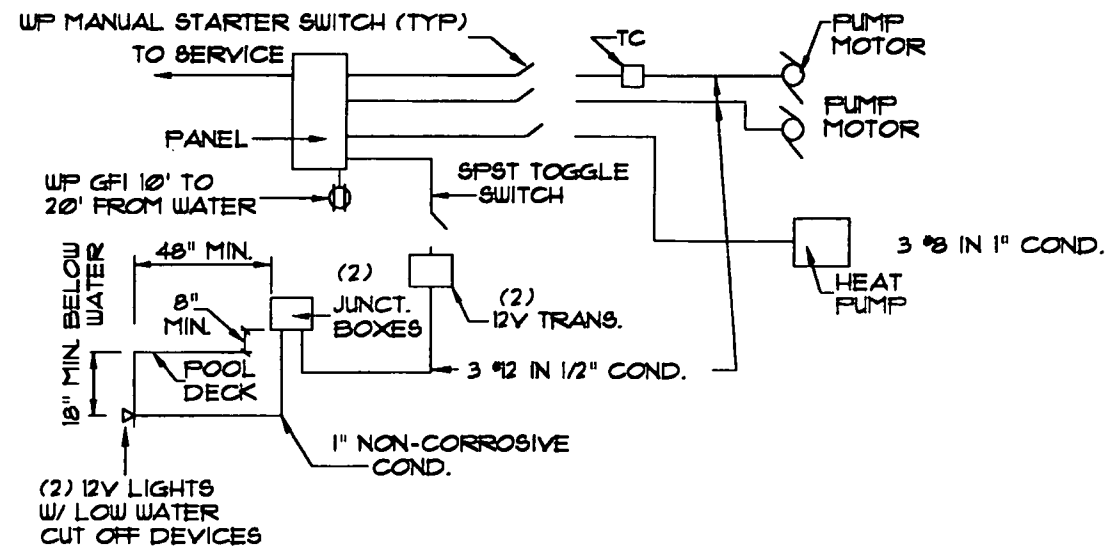 WP MANUAL STARTER SWITCH (TYP)
TO SERVICE
TC
PUMP
MOTOR
PUMP
MOTOR
PANEL
WP GFI 10' TO
20' FROM WATER
SPST TOGGLE
SWITCH
48" MIN.
18" MIN. BELOW
WATER
8"
MIN.
(2)
JUNCT.
BOXES
(2)
12V TRANS.
3 #8 IN 1" COND.
HEAT
PUMP
POOL
DECK
3 #12 IN 1/2" COND.
1" NON-CORROSIVE
COND.
(2) 12V LIGHTS
W/ LOW WATER
CUT OFF DEVICES